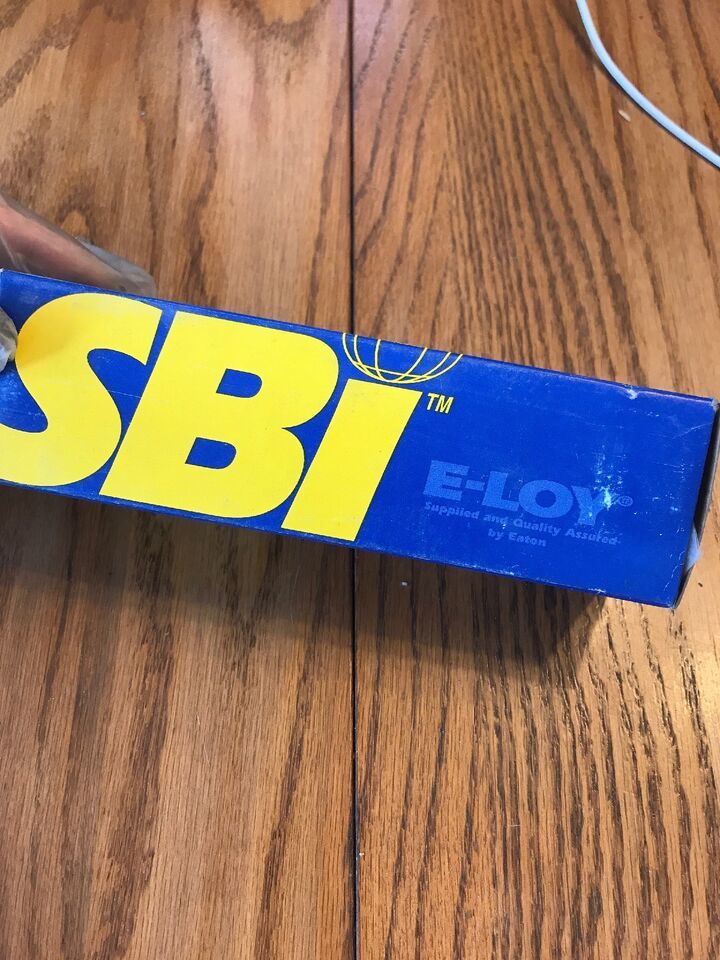 SBI™
E-LOY®
Supplied and Quality Assured
by Eaton